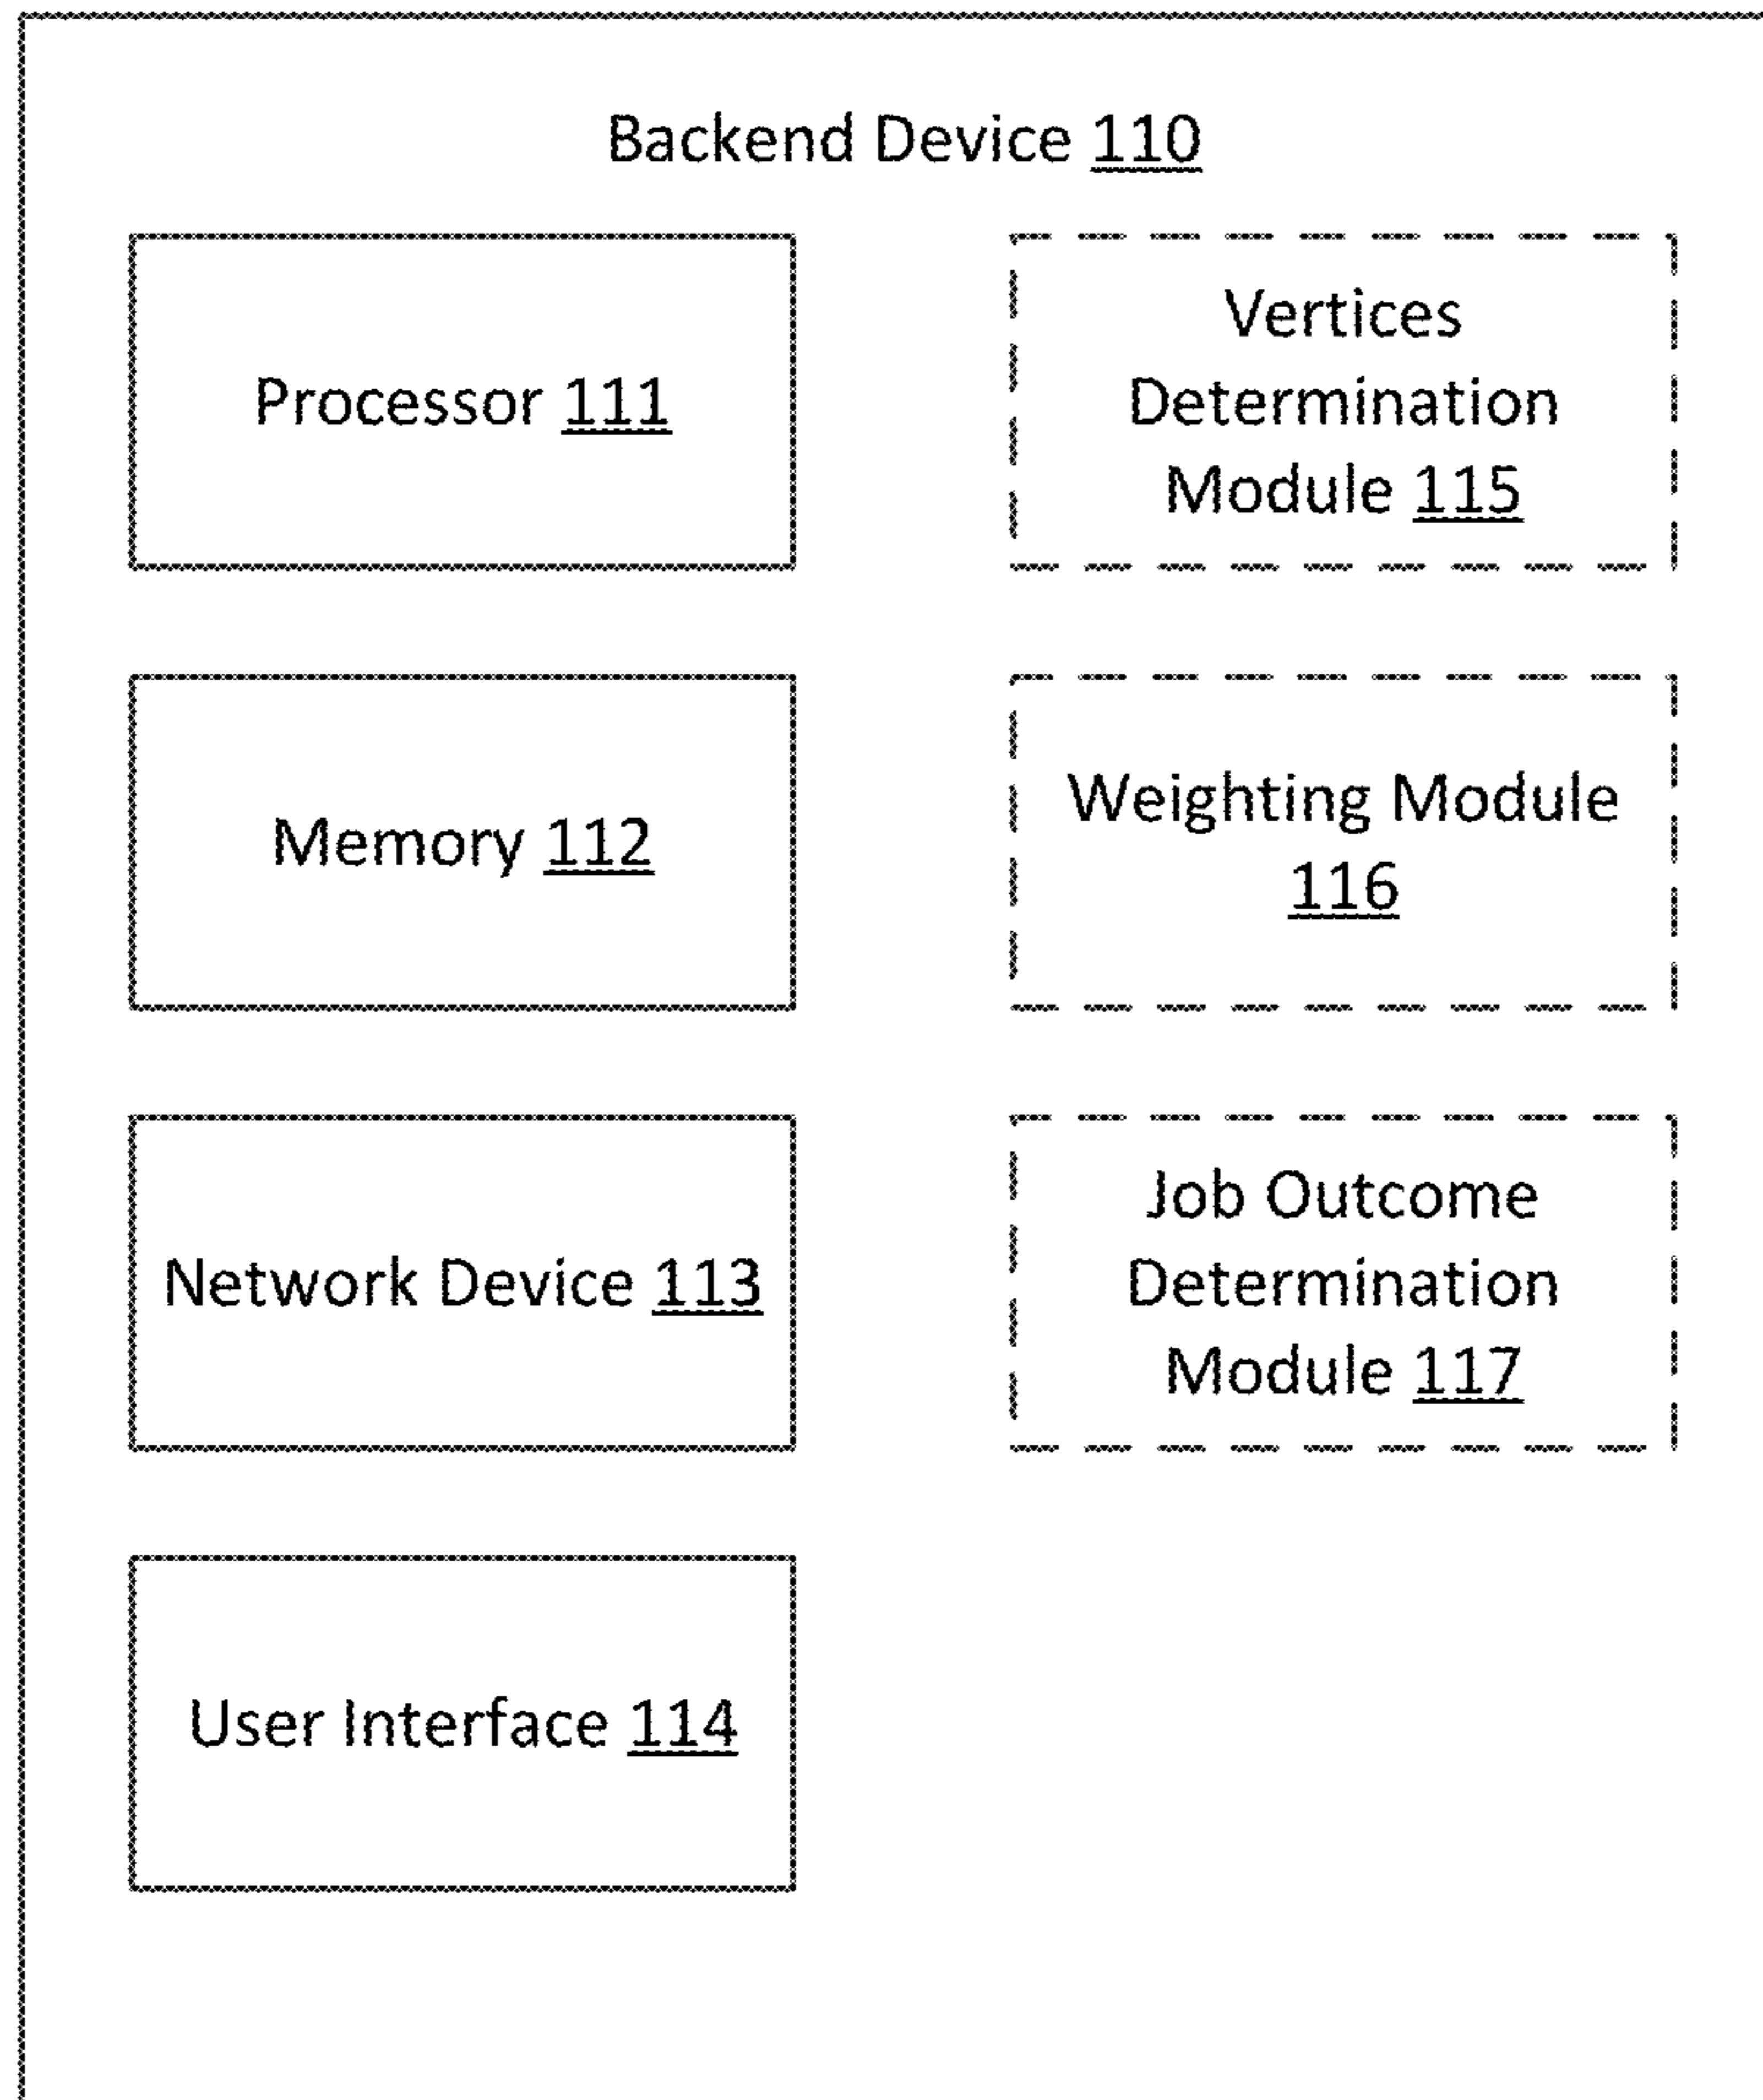 Backend Device 110
Processor 111
Vertices
Determination
Module 115
Memory 112
Weighting Module
116
Network Device 113
Job Outcome
Determination
Module 117
User Interface 114